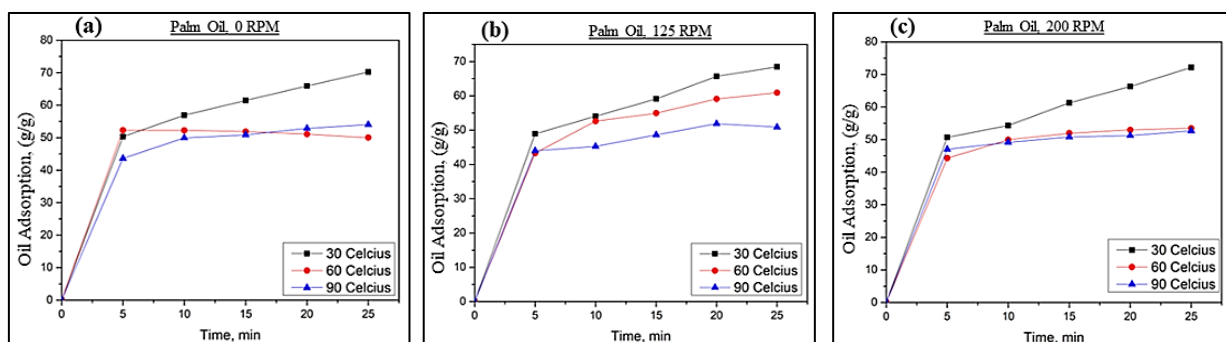 (a)
Palm Oil, 0 RPM
80
70
60
50
40
30
20
10
0
Oil Adsorption, (g/g)
30 Celcius
60 Celcius
90 Celcius
0 5 10 15 20 25
Time, min
(b)
Palm Oil, 125 RPM
70
60
50
40
30
20
10
0
Oil Adsorption, (g/g)
30 Celcius
60 Celcius
90 Celcius
0 5 10 15 20 25
Time, min
(c)
Palm Oil, 200 RPM
80
70
60
50
40
30
20
10
0
Oil Adsorption, (g/g)
30 Celcius
60 Celcius
90 Celcius
0 5 10 15 20 25
Time, min